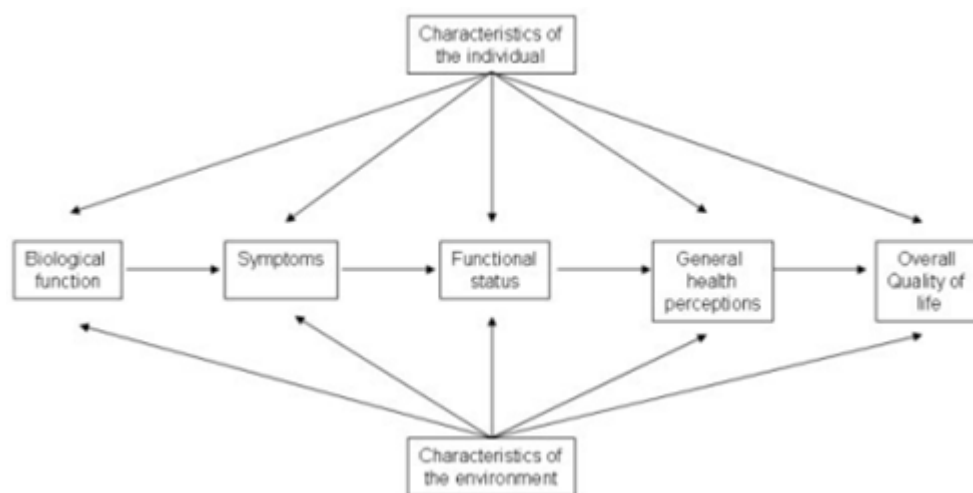 Characteristics of
the individual
Biological
function
Symptoms
Functional
status
General
health
perceptions
Overall
Quality of
life
Characteristics of
the environment